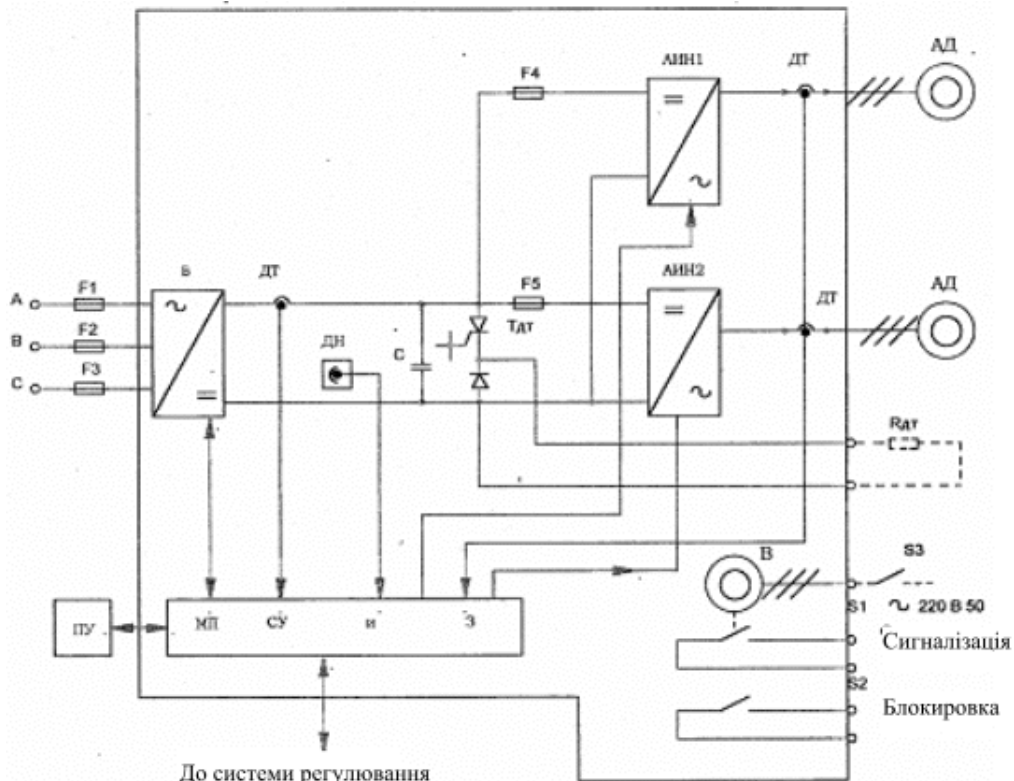 АД
АИН1
ДТ
F4
Б
ДТ
F5
АИН2
АД
ДТ
A
F1
Tдт
B
F2
ДН
C
C
F3
Rдт
В
S3
S1
220 В 50
ПУ
МП
СУ
и
З
Сигналізація
S2
Блокировка
До системи регулювання